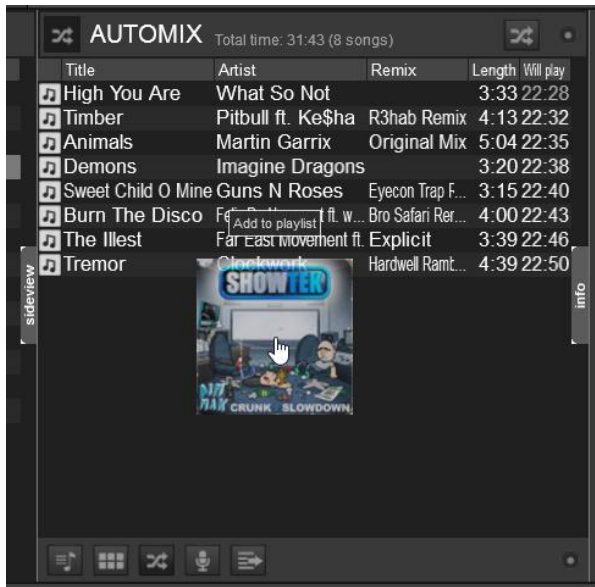 AUTOMIX Total time: 31:43 (8 songs)
Title Artist Remix Length Will play
High You Are What So Not 3:33 22:28
Timber Pitbull ft. Ke$ha R3hab Remix 4:13 22:32
Animals Martin Garrix Original Mix 5:04 22:35
Demons Imagine Dragons 3:20 22:38
Sweet Child O Mine Guns N Roses Eyecon Trap F... 3:15 22:40
Burn The Disco ft. w... Bro Safari Rer... 4:00 22:43
Add to playlist
The Illest Far East Movement ft. Explicit 3:39 22:46
Tremor Clockwork Hardwell Ramb... 4:39 22:50
sideview
info
SHOWTEK
CRUNK SLOWDOWN